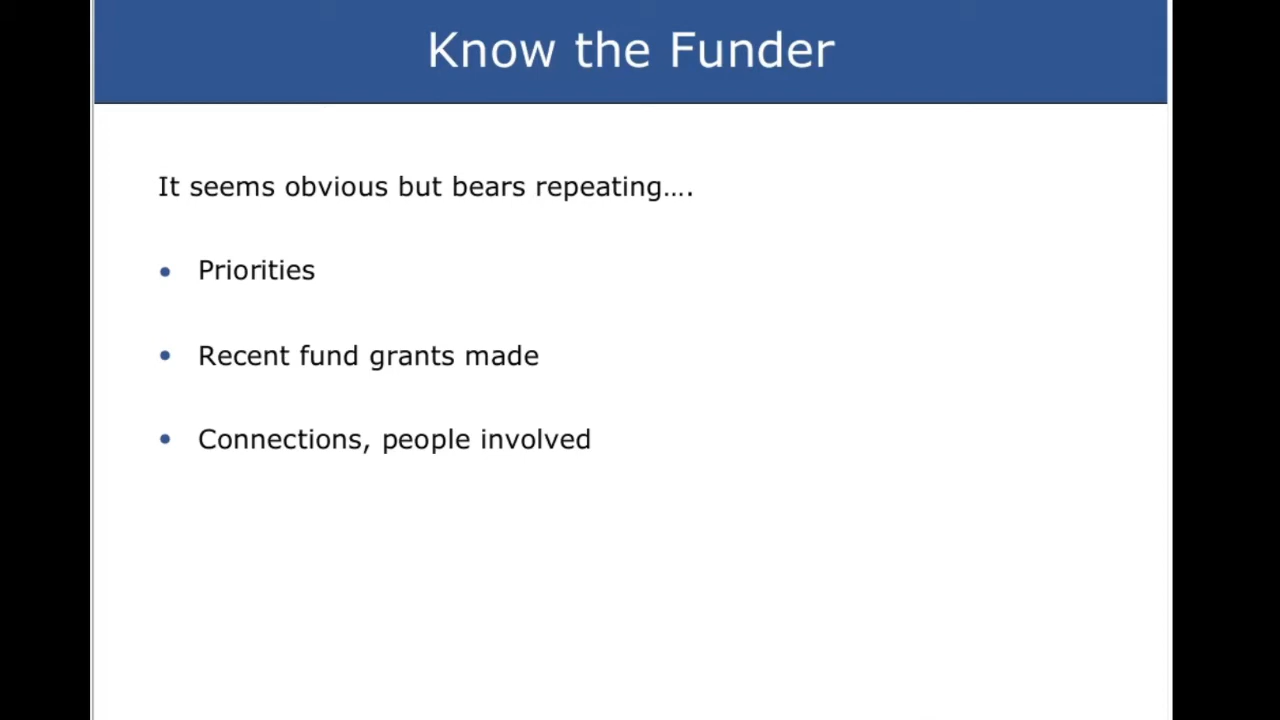 Know the Funder
It seems obvious but bears repeating….
• Priorities
• Recent fund grants made
• Connections, people involved